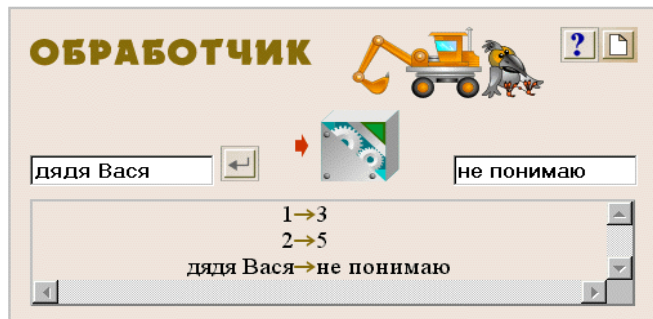 ОБРАБОТЧИК
?
дядя Вася
не понимаю
1→3
2→5
дядя Вася→не понимаю